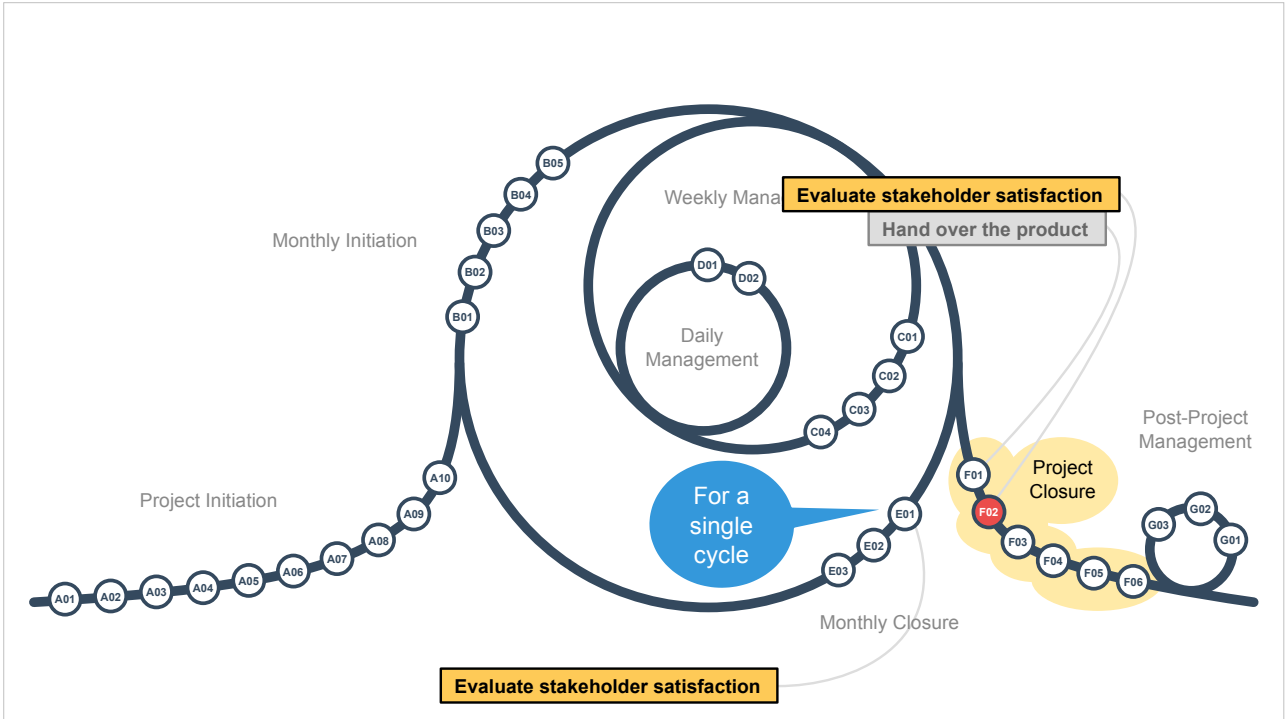 B05
B04
B03
B02
B01
Monthly Initiation
Weekly Mana
Evaluate stakeholder satisfaction
Hand over the product
D01
D02
Daily
Management
C01
C02
C03
C04
Post-Project
Management
Project Initiation
A01
A02
A03
A04
A05
A06
A07
A08
A09
A10
For a
single
cycle
E01
E02
E03
Monthly Closure
F01
Project
Closure
F02
F03
F04
F05
F06
G03
G02
G01
Evaluate stakeholder satisfaction